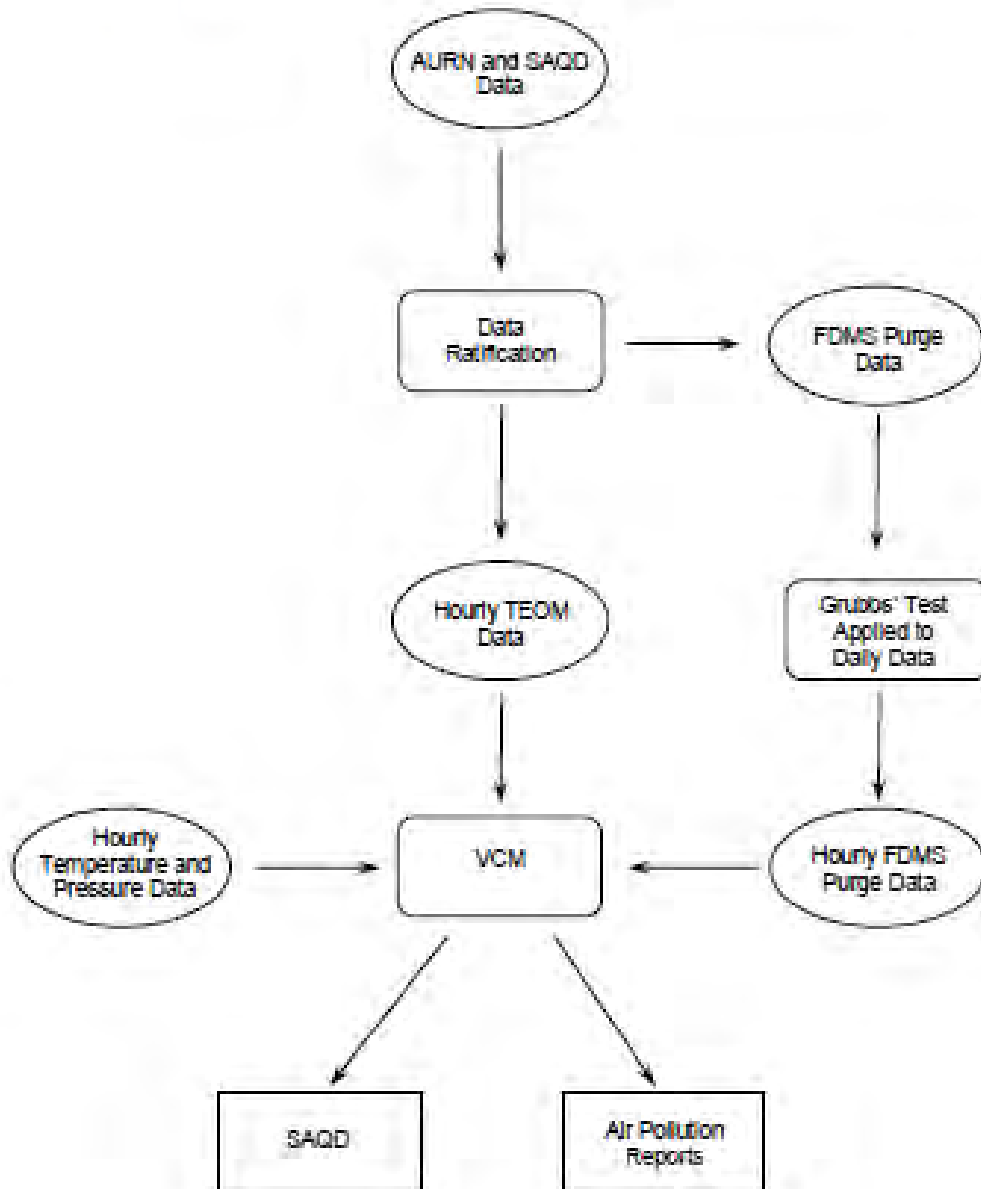 AURN and SAQD
Data
Data
Ratification
FDMS Purge
Data
Hourly TEOM
Data
Grubbs' Test
Applied to
Daily Data
Hourly
Temperature and
Pressure Data
VCM
Hourly FDMS
Purge Data
SAQD
Air Pollution
Reports